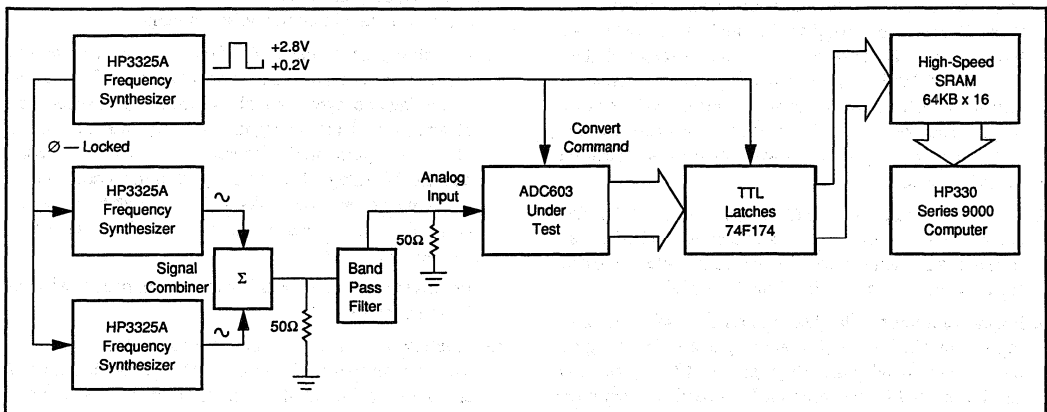 HP3325A
Frequency
Synthesizer
+2.8V
+0.2V
Ø — Locked
HP3325A
Frequency
Synthesizer
~
Signal
Combiner
Σ
HP3325A
Frequency
Synthesizer
~
50Ω
Band
Pass
Filter
Analog
Input
50Ω
Convert
Command
ADC603
Under
Test
TTL
Latches
74F174
High-Speed
SRAM
64KB x 16
HP330
Series 9000
Computer